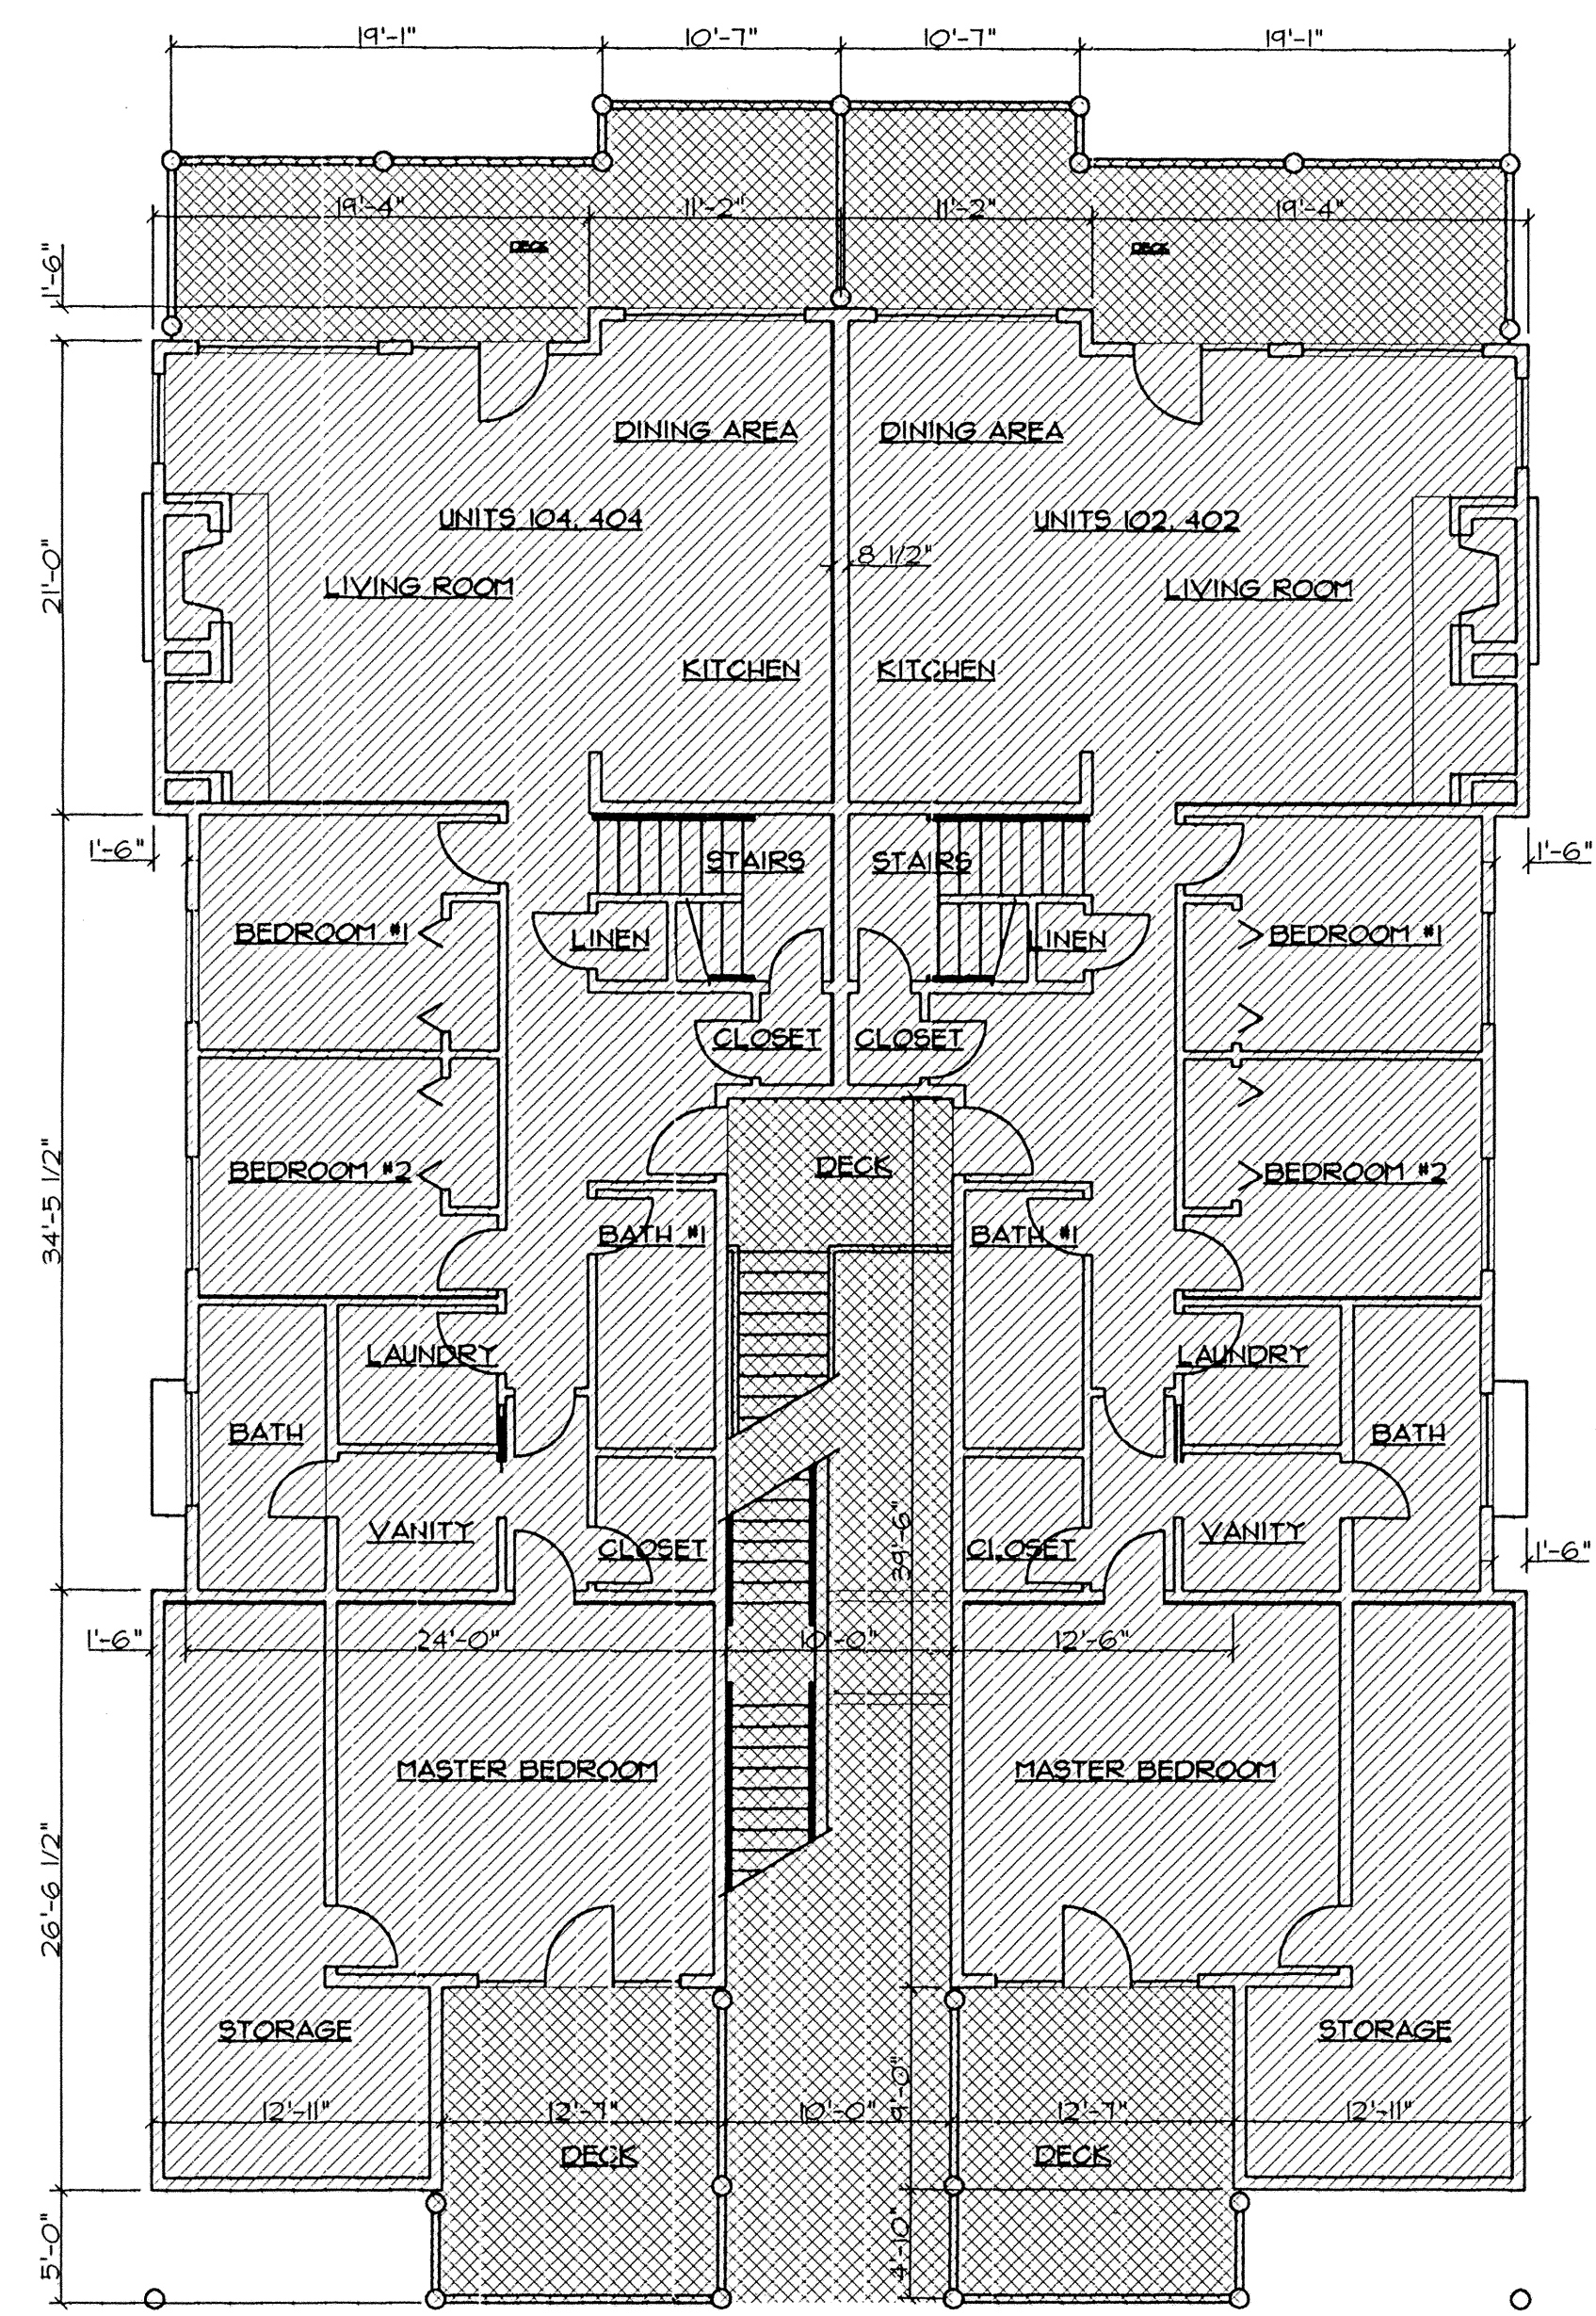 19'-1" 10'-7" 10'-7" 19'-1"
19'-4" 11'-2" 11'-2" 19'-4"
DECK DECK
1'-6"
DINING AREA DINING AREA
UNITS 104, 404 UNITS 102, 402
8 1/2"
21'-0"
LIVING ROOM LIVING ROOM
KITCHEN KITCHEN
1'-6" STAIRS STAIRS 1'-6"
BEDROOM #1 LINEN LINEN BEDROOM #1
CLOSET CLOSET
BEDROOM #2 DECK BEDROOM #2
34'-5 1/2"
BATH #1 BATH #1
LAUNDRY LAUNDRY
BATH BATH
VANITY VANITY
39'-6"
CLOSET CLOSET 1'-6"
1'-6" 24'-0" 10'-0" 12'-6"
MASTER BEDROOM MASTER BEDROOM
26'-6 1/2"
STORAGE STORAGE
9'-0"
12'-11" 12'-7" 10'-0" 12'-7" 12'-11"
DECK DECK
5'-0" 4'-10"